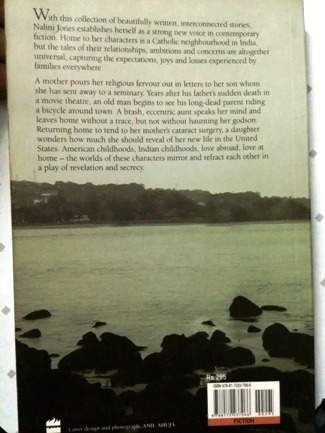 With this collection of beautifully written, interconnected stories,
Nalini Jones establishes herself as a strong new voice in contemporary
fiction. Home to her characters is a Catholic neighbourhood in India,
but the tales of their relationships, ambitions and concerns are altogether
universal, capturing the expectations, joys and losses experienced by
families everywhere.
A mother pours her religious fervour out in letters to her son whom
she has sent away to a seminary. Years after his father's sudden death in
a movie theatre, an old man begins to see his long-dead parent riding
a bicycle around town. A brash, eccentric aunt speaks her mind and
leaves home without a trace, but not without haunting her godson.
Returning home to tend to her mother's cataract surgery, a daughter
wonders how much she should reveal of her new life in the United
States. American childhoods, Indian childhoods, love abroad, love at
home – the worlds of these characters mirror and refract each other in
a play of revelation and secrecy.
Rs 295
FICTION
Cover design and photograph: ANIL AHUJA